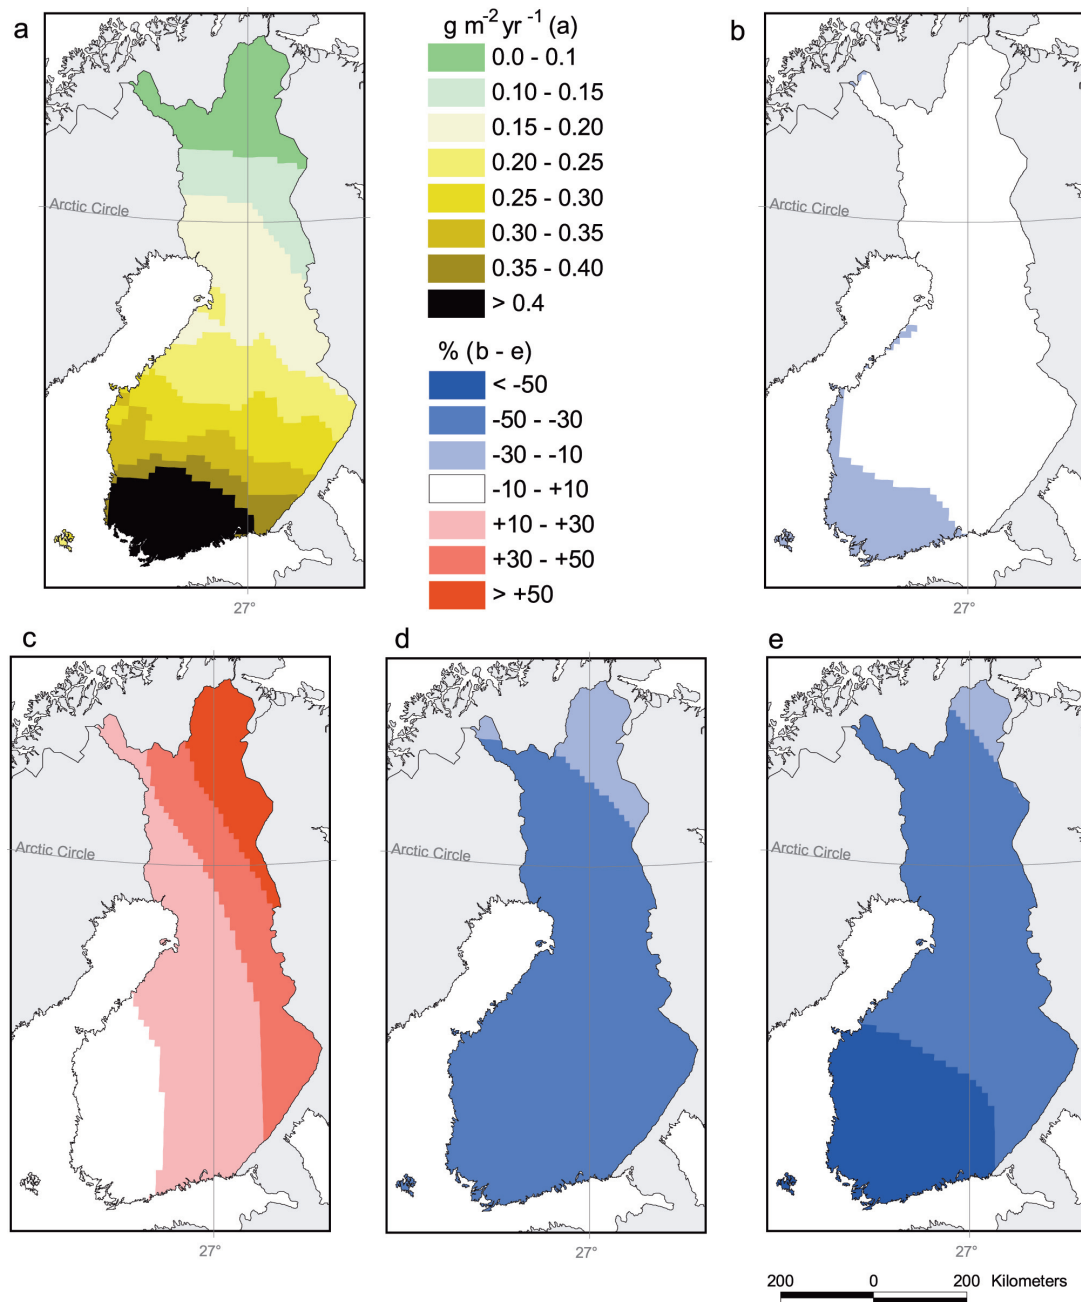 a
g m⁻² yr⁻¹ (a)
0.0 - 0.1
0.10 - 0.15
0.15 - 0.20
0.20 - 0.25
0.25 - 0.30
0.30 - 0.35
0.35 - 0.40
> 0.4
% (b - e)
< -50
-50 - -30
-30 - -10
-10 - +10
+10 - +30
+30 - +50
> +50
Arctic Circle
27°
b
Arctic Circle
27°
c
Arctic Circle
27°
d
Arctic Circle
27°
e
Arctic Circle
27°
200 0 200 Kilometers